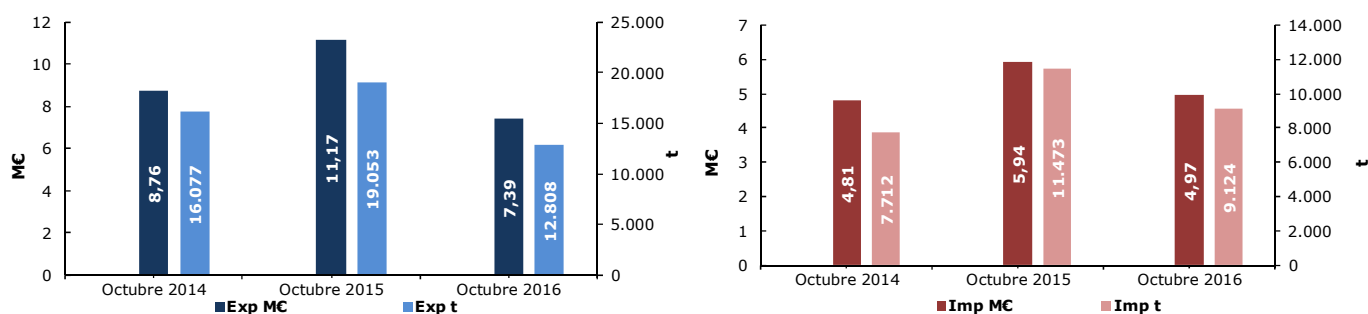 12
10
8
6
4
2
0
M€
25.000
20.000
15.000
10.000
5.000
0
t
8,76
16.077
11,17
19.053
7,39
12.808
Octubre 2014
Octubre 2015
Octubre 2016
Exp M€
Exp t
7
6
5
4
3
2
1
0
M€
14.000
12.000
10.000
8.000
6.000
4.000
2.000
0
t
4,81
7.712
5,94
11.473
4,97
9.124
Octubre 2014
Octubre 2015
Octubre 2016
Imp M€
Imp t